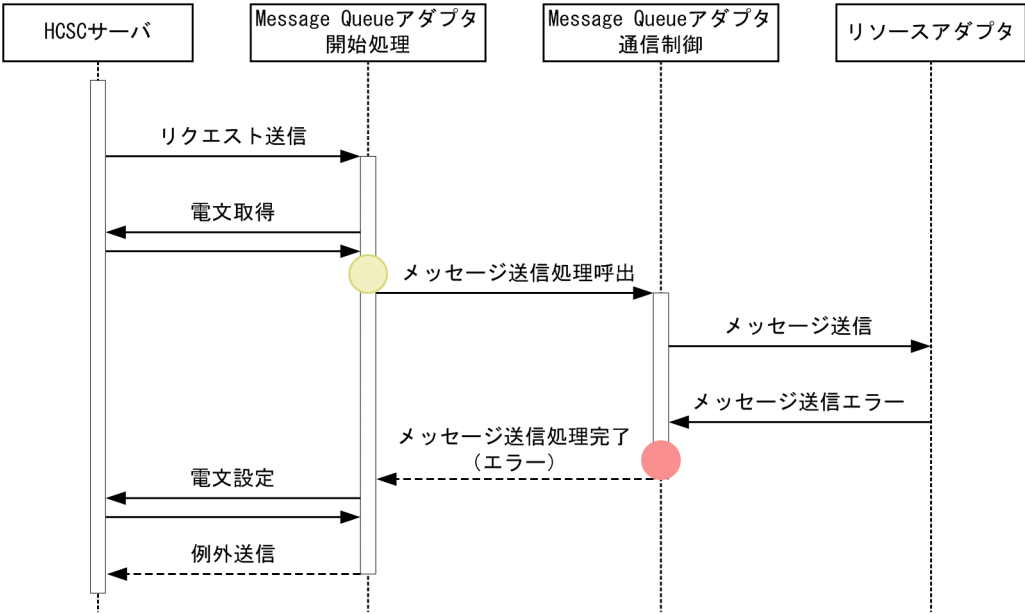 HCSCサーバ
Message Queueアダプタ
開始処理
Message Queueアダプタ
通信制御
リソースアダプタ
リクエスト送信
電文取得
メッセージ送信処理呼出
メッセージ送信
メッセージ送信エラー
メッセージ送信処理完了
（エラー）
電文設定
例外送信